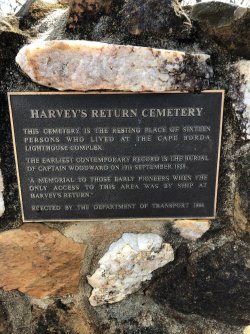 HARVEY'S RETURN CEMETERY
THIS CEMETERY IS THE RESTING PLACE OF SIXTEEN
PERSONS WHO LIVED AT THE CAPE BORDA
LIGHTHOUSE COMPLEX.
THE EARLIEST CONTEMPORARY RECORD IS THE BURIAL
OF CAPTAIN WOODWARD ON 19TH SEPTEMBER, 1858.
'A MEMORIAL TO THOSE EARLY PIONEERS WHEN THE
ONLY ACCESS TO THIS AREA WAS BY SHIP AT
HARVEY'S RETURN.'
ERECTED BY THE DEPARTMENT OF TRANSPORT